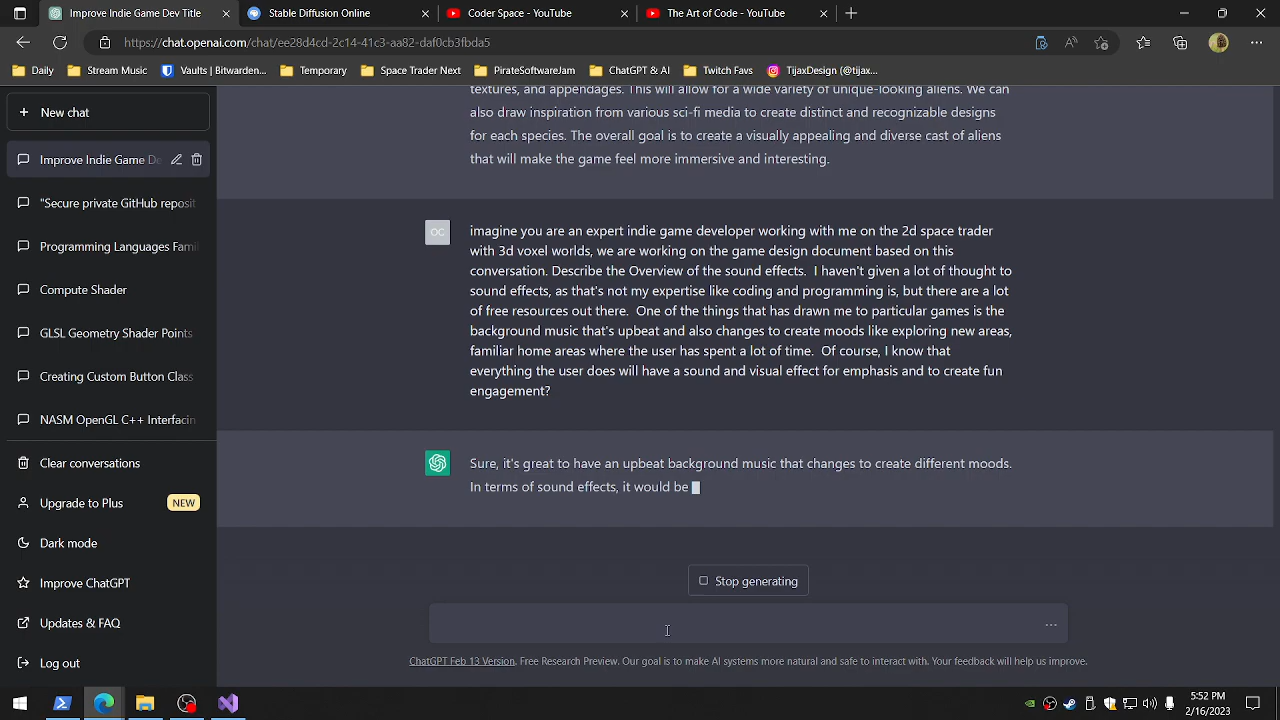 Improve Indie Game Dev Title
Stable Diffusion Online
Coder Space - YouTube
The Art of Code - YouTube
https://chat.openai.com/chat/ee28d4cd-2c14-41c3-aa82-daf0cb3fbda5
Daily
Stream Music
Vaults | Bitwarden...
Temporary
Space Trader Next
PirateSoftwareJam
ChatGPT & AI
Twitch Favs
TijaxDesign (@tijax...
New chat
Improve Indie Game De
"Secure private GitHub reposit
Programming Languages Fami
Compute Shader
GLSL Geometry Shader Points
Creating Custom Button Class
NASM OpenGL C++ Interfacin
Clear conversations
Upgrade to Plus NEW
Dark mode
Improve ChatGPT
Updates & FAQ
Log out
textures, and appendages. This will allow for a wide variety of unique-looking aliens. We can
also draw inspiration from various sci-fi media to create distinct and recognizable designs
for each species. The overall goal is to create a visually appealing and diverse cast of aliens
that will make the game feel more immersive and interesting.
OC
imagine you are an expert indie game developer working with me on the 2d space trader
with 3d voxel worlds, we are working on the game design document based on this
conversation. Describe the Overview of the sound effects.  I haven't given a lot of thought to
sound effects, as that's not my expertise like coding and programming is, but there are a lot
of free resources out there.  One of the things that has drawn me to particular games is the
background music that's upbeat and also changes to create moods like exploring new areas,
familiar home areas where the user has spent a lot of time.  Of course, I know that
everything the user does will have a sound and visual effect for emphasis and to create fun
engagement?
Sure, it's great to have an upbeat background music that changes to create different moods.
In terms of sound effects, it would be
Stop generating
ChatGPT Feb 13 Version. Free Research Preview. Our goal is to make AI systems more natural and safe to interact with. Your feedback will help us improve.
5:52 PM
2/16/2023